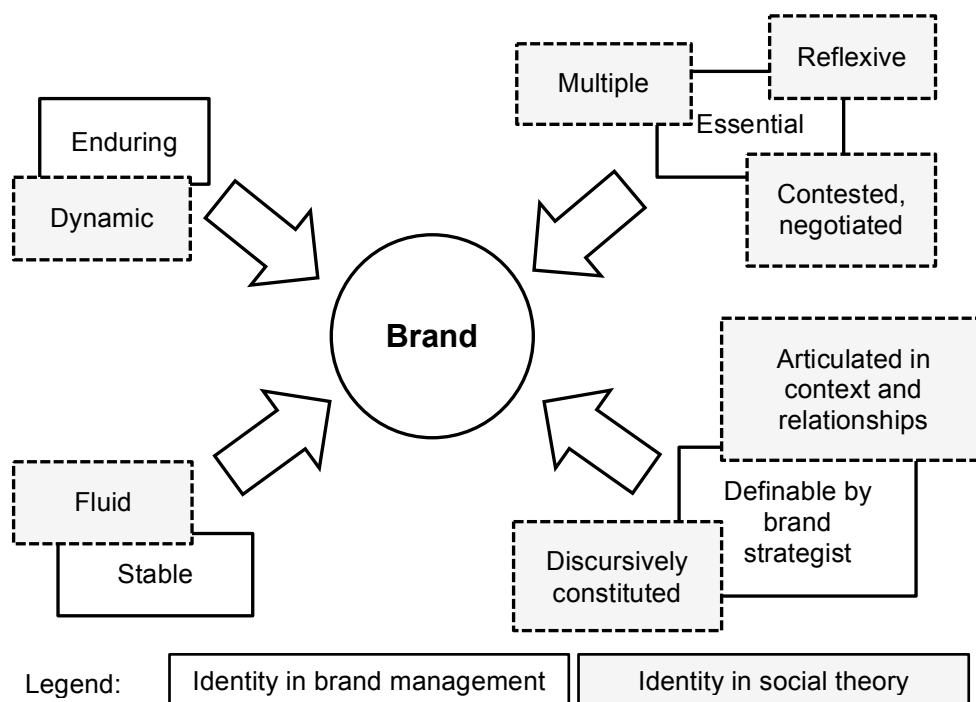 Enduring
Dynamic
Multiple
Reflexive
Essential
Contested,
negotiated
Brand
Fluid
Stable
Articulated in
context and
relationships
Definable by
brand
strategist
Discursively
constituted
Legend:
Identity in brand management
Identity in social theory